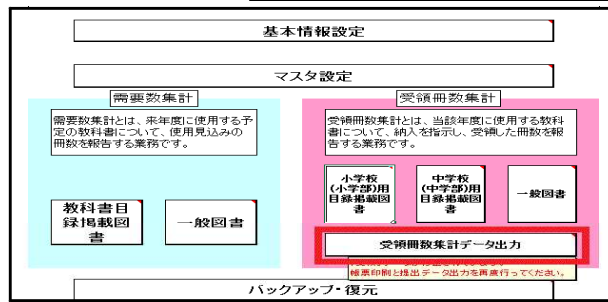 基本情報設定
マスタ設定
需要数集計
需要数集計とは、来年度に使用する予
定の教科書について、使用見込みの
冊数を報告する業務です。
教科書目
録掲載図
書
一般図書
受領冊数集計
受領冊数集計とは、当該年度に使用する教科
書について、納入を指示し、受領した冊数を報
告する業務です。
小学校
(小学部)用
目録掲載図
書
中学校
(中学部)用
目録掲載図
書
一般図書
受領冊数集計データ出力
帳票印刷と提出データ出力を再度行ってください。
バックアップ・復元